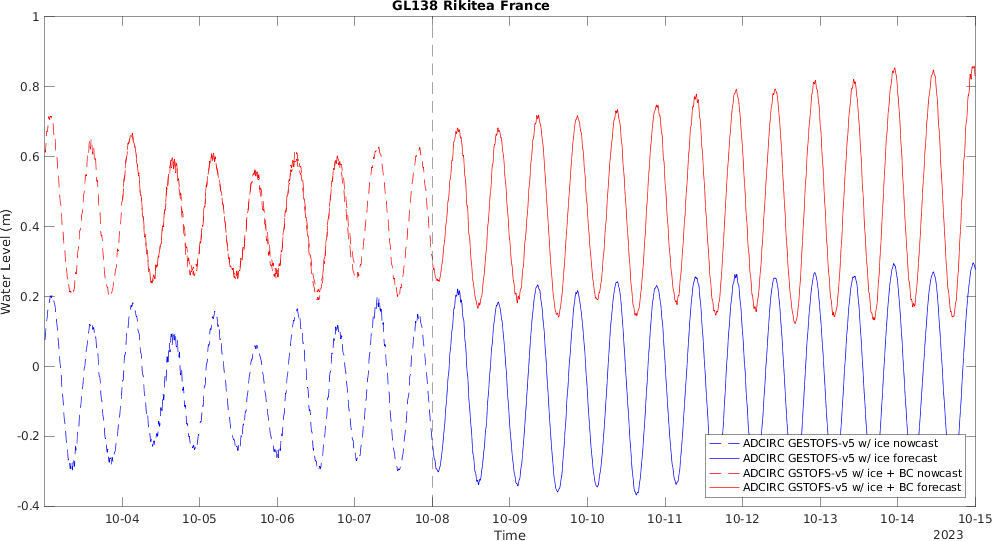 GL138 Rikitea France
1
0.8
0.6
0.4
0.2
0
-0.2
-0.4
Water Level (m)
10-04 10-05 10-06 10-07 10-08 10-09 10-10 10-11 10-12 10-13 10-14 10-15
Time
2023
ADCIRC GESTOFS-v5 w/ ice nowcast
ADCIRC GESTOFS-v5 w/ ice forecast
ADCIRC GSTOFS-v5 w/ ice + BC nowcast
ADCIRC GSTOFS-v5 w/ ice + BC forecast